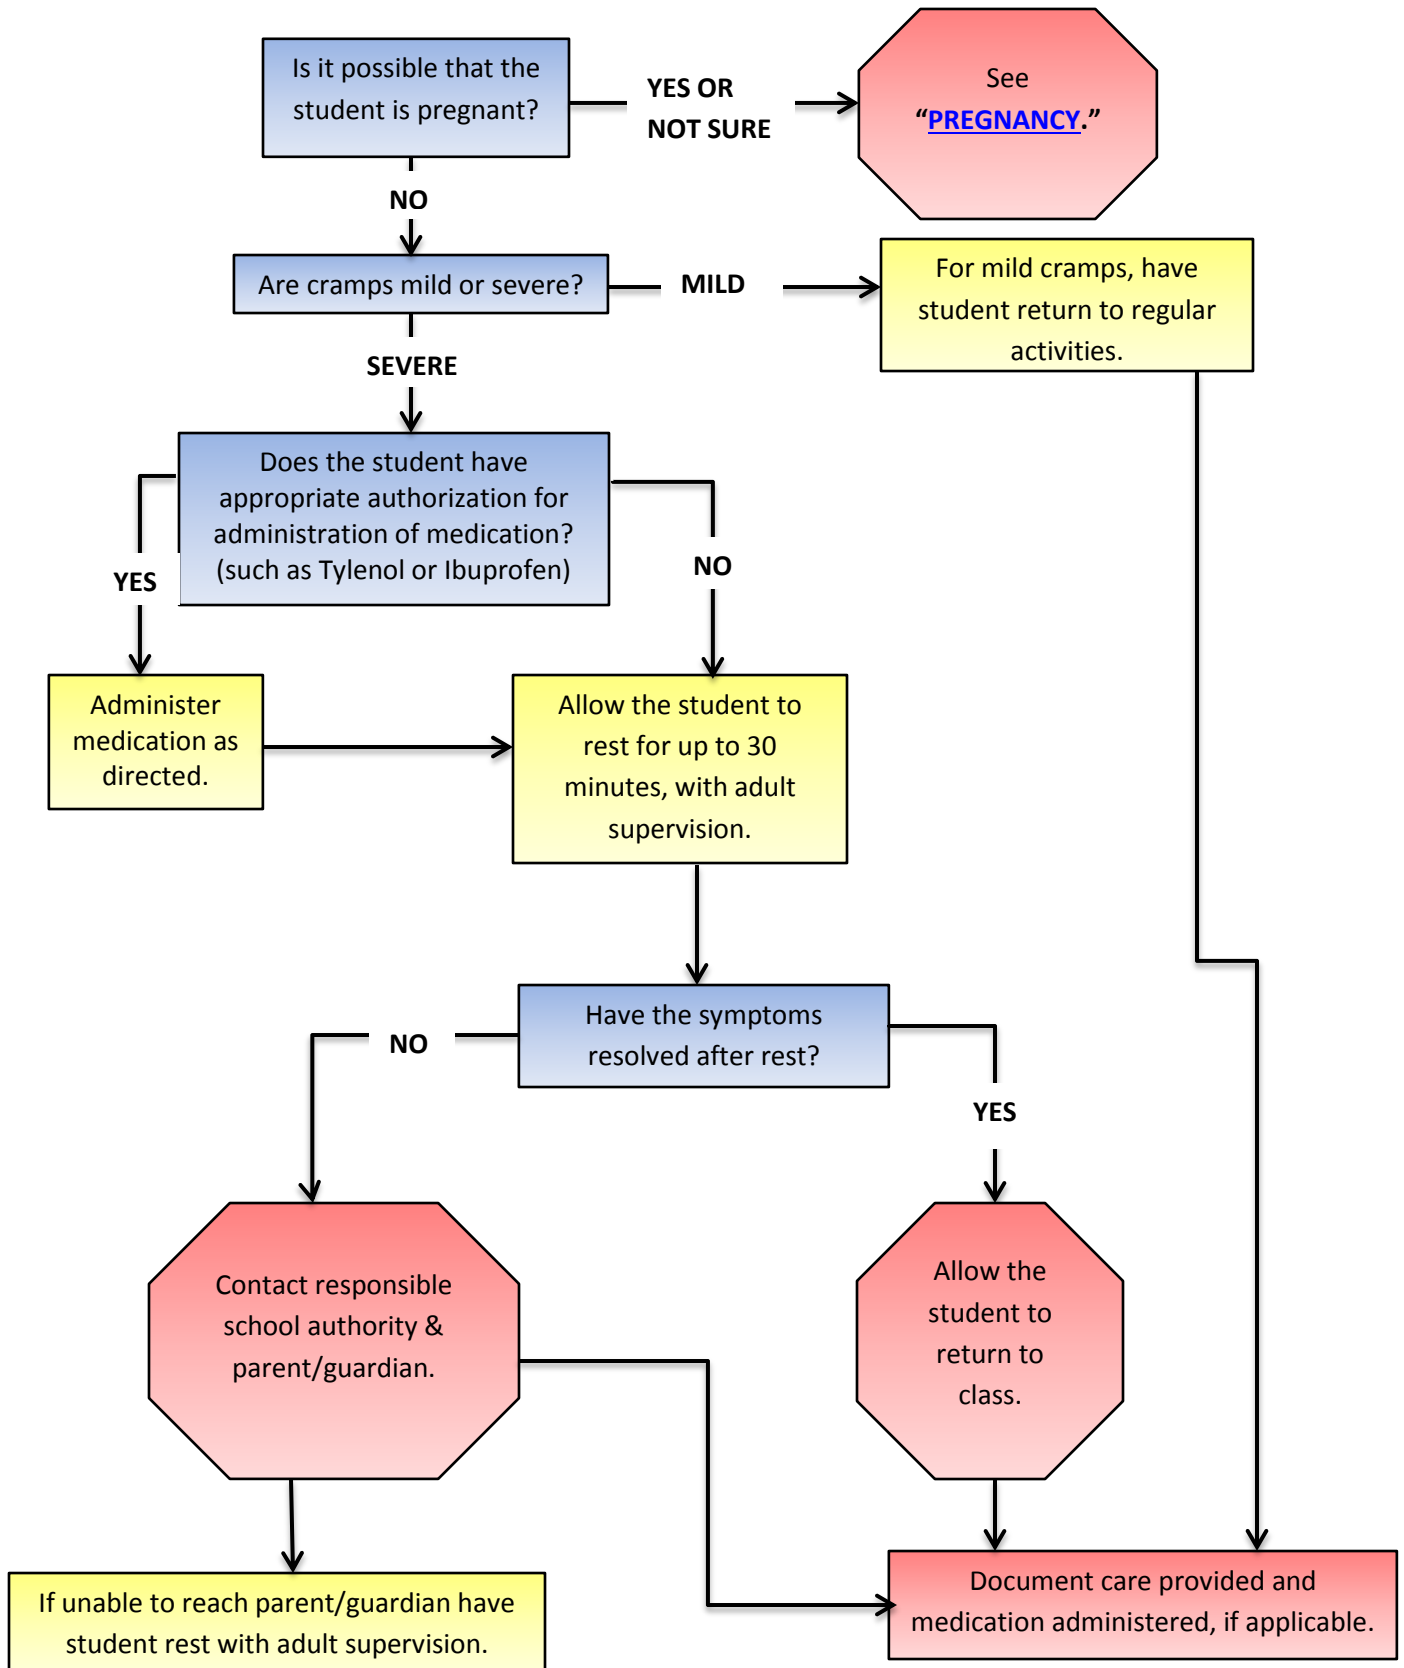 Is it possible that the
student is pregnant?
YES OR
NOT SURE
See
“PREGNANCY.”
NO
Are cramps mild or severe?
MILD
For mild cramps, have
student return to regular
activities.
SEVERE
Does the student have
appropriate authorization for
administration of medication?
(such as Tylenol or Ibuprofen)
YES
NO
Administer
medication as
directed.
Allow the student to
rest for up to 30
minutes, with adult
supervision.
Have the symptoms
resolved after rest?
NO
YES
Contact responsible
school authority &
parent/guardian.
Allow the
student to
return to
class.
If unable to reach parent/guardian have
student rest with adult supervision.
Document care provided and
medication administered, if applicable.